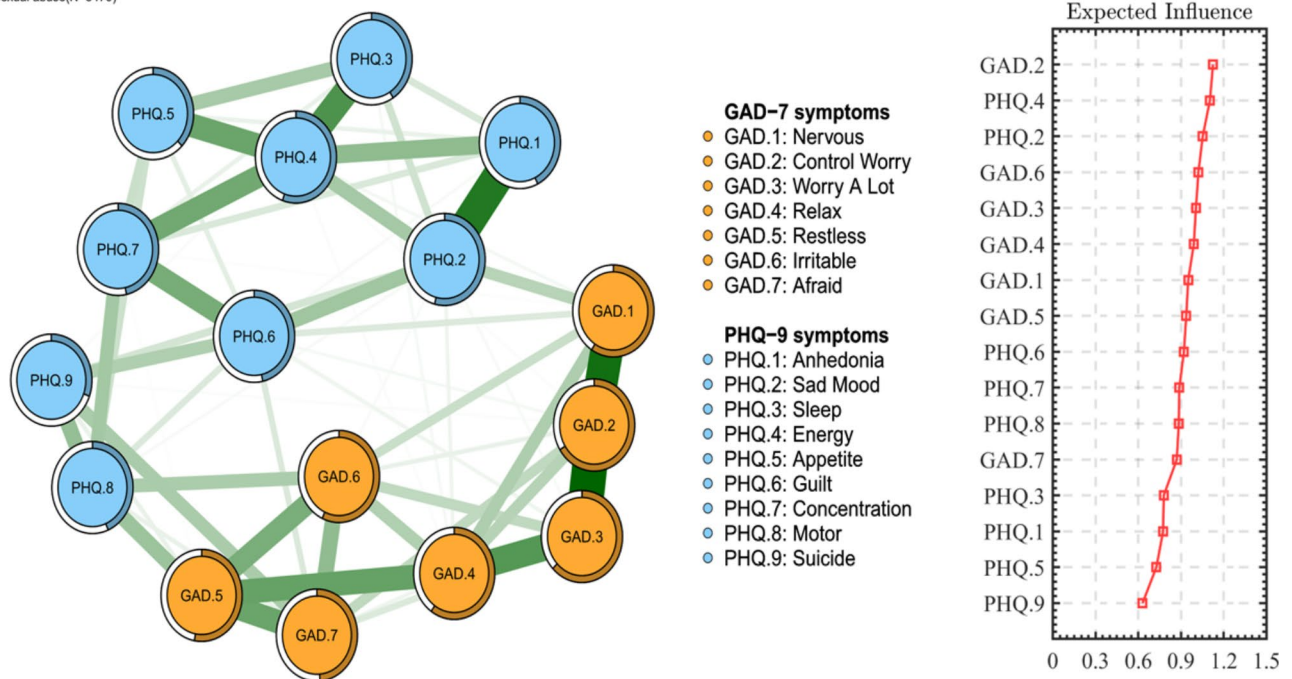 PHQ.3
PHQ.5
PHQ.1
PHQ.4
PHQ.7
PHQ.2
GAD.1
PHQ.6
PHQ.9
GAD.2
GAD.6
PHQ.8
GAD.3
GAD.4
GAD.5
GAD.7
GAD−7 symptoms
GAD.1: Nervous
GAD.2: Control Worry
GAD.3: Worry A Lot
GAD.4: Relax
GAD.5: Restless
GAD.6: Irritable
GAD.7: Afraid
PHQ−9 symptoms
PHQ.1: Anhedonia
PHQ.2: Sad Mood
PHQ.3: Sleep
PHQ.4: Energy
PHQ.5: Appetite
PHQ.6: Guilt
PHQ.7: Concentration
PHQ.8: Motor
PHQ.9: Suicide
Expected Influence
GAD.2
PHQ.4
PHQ.2
GAD.6
GAD.3
GAD.4
GAD.1
GAD.5
PHQ.6
PHQ.7
PHQ.8
GAD.7
PHQ.3
PHQ.1
PHQ.5
PHQ.9
0 0.3 0.6 0.9 1.2 1.5